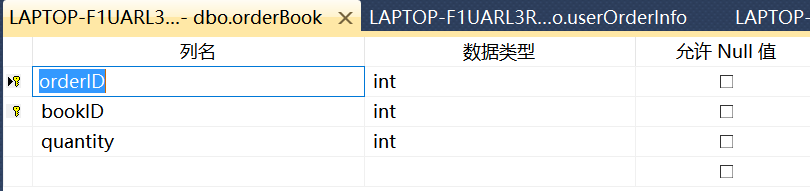 LAPTOP-F1UARL3...- dbo.orderBook LAPTOP-F1UARL3R...o.userOrderInfo LAPTOP-
列名 数据类型 允许 Null 值
orderID int
bookID int
quantity int